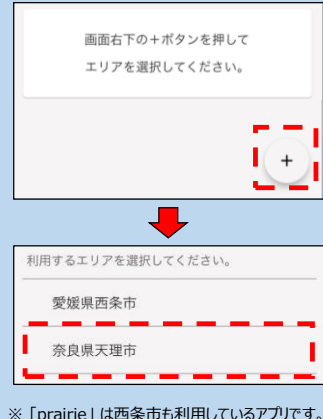 画面右下の＋ボタンを押して
エリアを選択してください。
+
利用するエリアを選択してください。
愛媛県西条市
奈良県天理市
※「prairie」は西条市も利用しているアプリです。